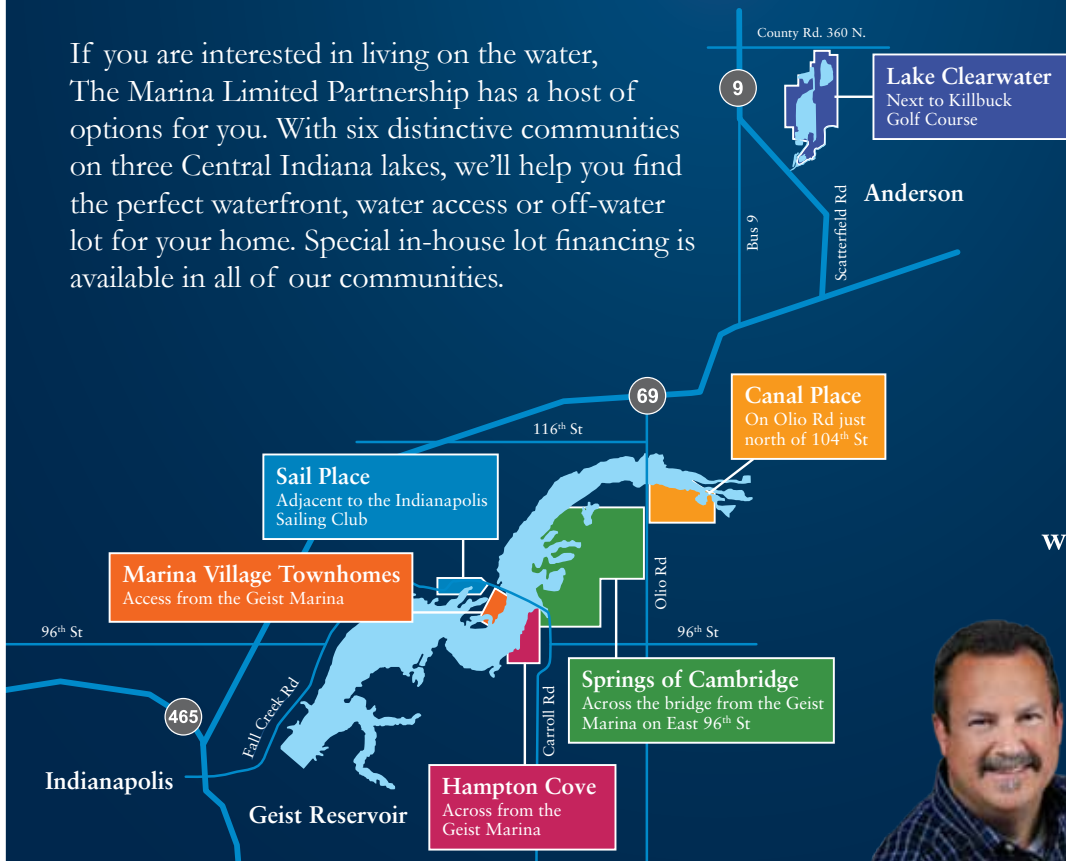 If you are interested in living on the water,
The Marina Limited Partnership has a host of
options for you. With six distinctive communities
on three Central Indiana lakes, we’ll help you find
the perfect waterfront, water access or off-water
lot for your home. Special in-house lot financing is
available in all of our communities.
County Rd. 360 N.
9
Lake Clearwater
Next to Killbuck
Golf Course
Anderson
Bus 9
Scatterfield Rd
69
116th St
Canal Place
On Olio Rd just
north of 104th St
Sail Place
Adjacent to the Indianapolis
Sailing Club
Marina Village Townhomes
Access from the Geist Marina
Olio Rd
96th St
96th St
Springs of Cambridge
Across the bridge from the Geist
Marina on East 96th St
465
Fall Creek Rd
Carroll Rd
Indianapolis
Geist Reservoir
Hampton Cove
Across from the
Geist Marina